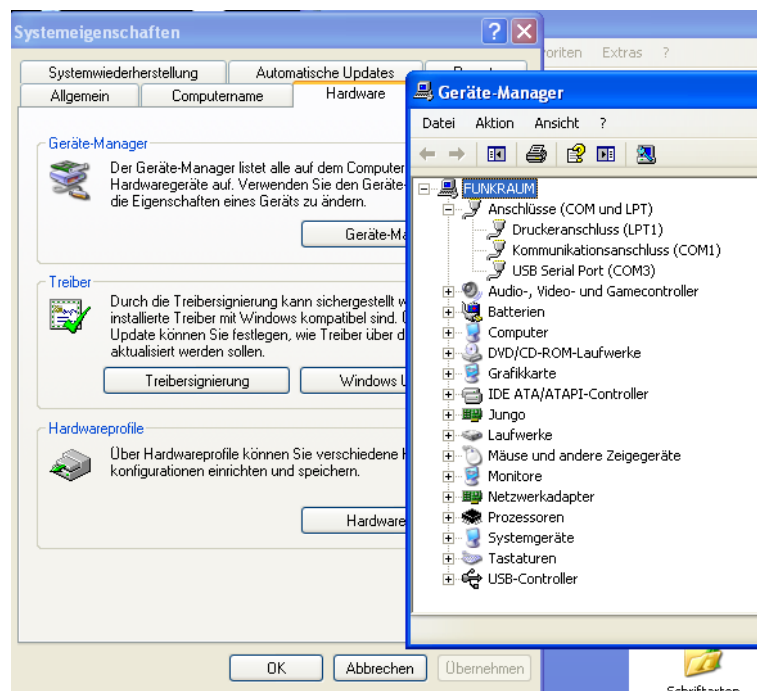 Systemeigenschaften
oriten Extras ?
Systemwiederherstellung Automatische Updates
Allgemein Computername Hardware
Geräte-Manager
Der Geräte-Manager listet alle auf dem Computer
Hardwaregeräte auf. Verwenden Sie den Geräte-
die Eigenschaften eines Geräts zu ändern.
Geräte-Ma
Treiber
Durch die Treibersignierung kann sichergestellt w
installierte Treiber mit Windows kompatibel sind.
Update können Sie festlegen, wie Treiber über d
aktualisiert werden sollen.
Treibersignierung Windows U
Hardwareprofile
Über Hardwareprofile können Sie verschiedene
konfigurationen einrichten und speichern.
Hardware
OK Abbrechen Übernehmen
Geräte-Manager
Datei Aktion Ansicht ?
FUNKRAUM
Anschlüsse (COM und LPT)
Druckeranschluss (LPT1)
Kommunikationsanschluss (COM1)
USB Serial Port (COM3)
Audio-, Video- und Gamecontroller
Batterien
Computer
DVD/CD-ROM-Laufwerke
Grafikkarte
IDE ATA/ATAPI-Controller
Jungo
Laufwerke
Mäuse und andere Zeigegeräte
Monitore
Netzwerkadapter
Prozessoren
Systemgeräte
Tastaturen
USB-Controller